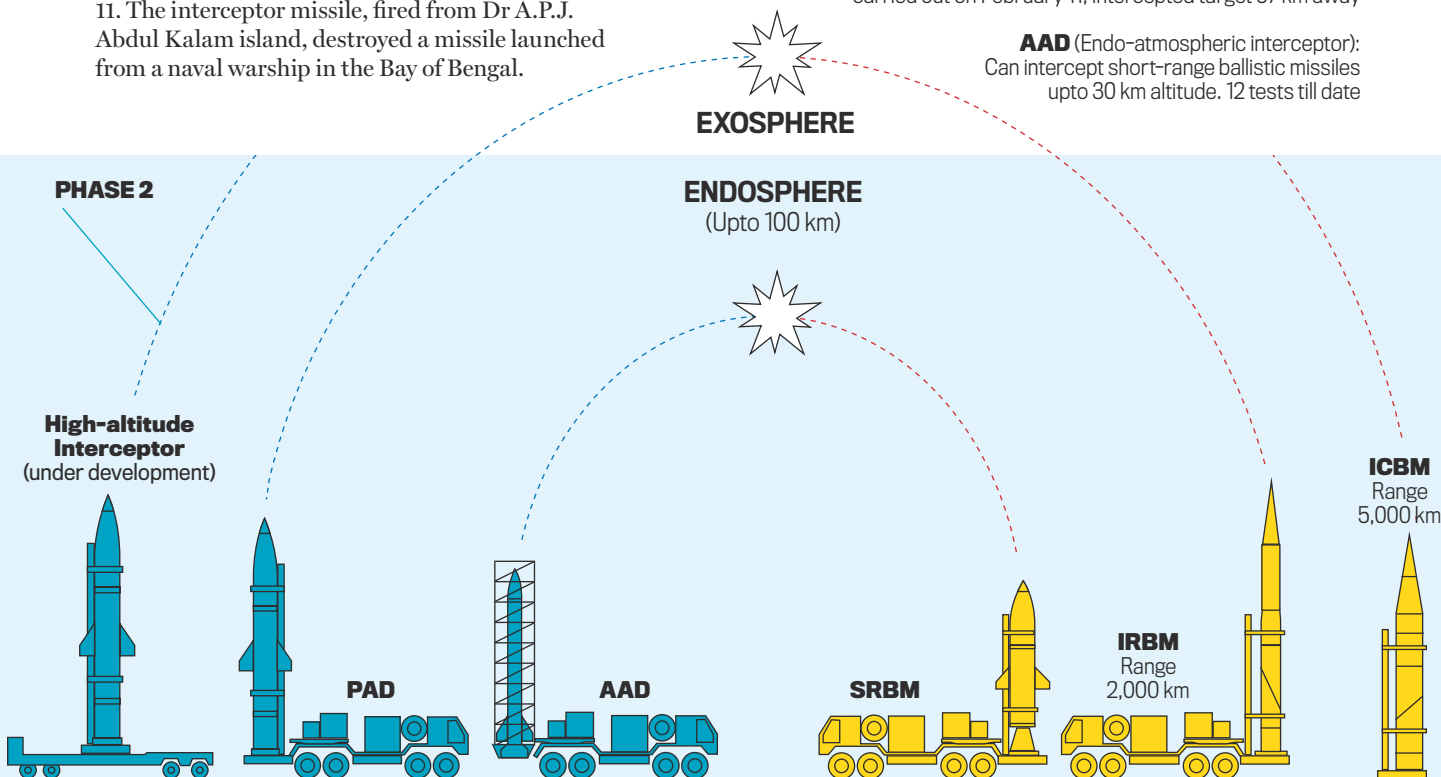 11. The interceptor missile, fired from Dr A.P.J.
Abdul Kalam island, destroyed a missile launched
from a naval warship in the Bay of Bengal.
AAD (Endo-atmospheric interceptor):
Can intercept short-range ballistic missiles
upto 30 km altitude. 12 tests till date
EXOSPHERE
ENDOSPHERE
(Upto 100 km)
PHASE 2
High-altitude
Interceptor
(under development)
PAD
AAD
SRBM
IRBM
Range
2,000 km
ICBM
Range
5,000 km